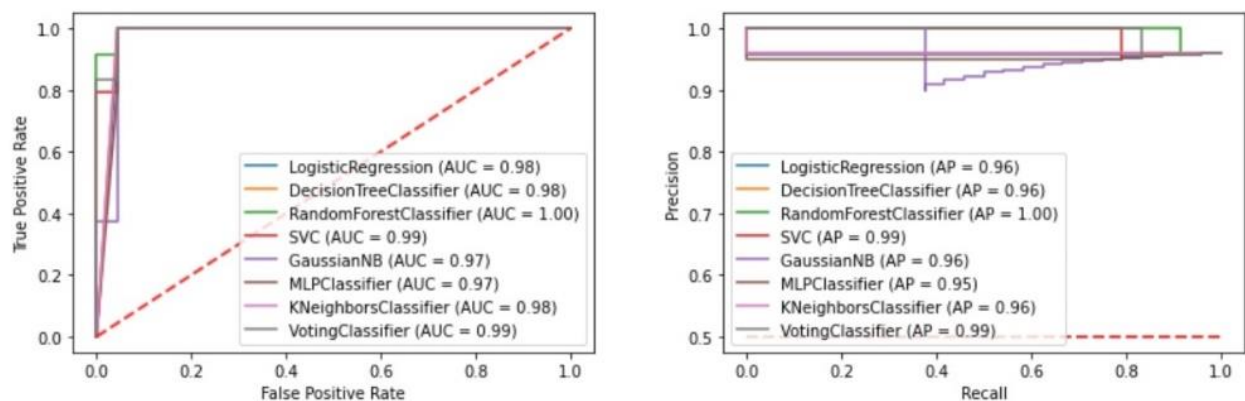 1.0
0.8
0.6
0.4
0.2
0.0
True Positive Rate
LogisticRegression (AUC = 0.98)
DecisionTreeClassifier (AUC = 0.98)
RandomForestClassifier (AUC = 1.00)
SVC (AUC = 0.99)
GaussianNB (AUC = 0.97)
MLPClassifier (AUC = 0.97)
KNeighborsClassifier (AUC = 0.98)
VotingClassifier (AUC = 0.99)
0.0 0.2 0.4 0.6 0.8 1.0
False Positive Rate
1.0
0.9
0.8
0.7
0.6
0.5
Precision
LogisticRegression (AP = 0.96)
DecisionTreeClassifier (AP = 0.96)
RandomForestClassifier (AP = 1.00)
SVC (AP = 0.99)
GaussianNB (AP = 0.96)
MLPClassifier (AP = 0.95)
KNeighborsClassifier (AP = 0.96)
VotingClassifier (AP = 0.99)
0.0 0.2 0.4 0.6 0.8 1.0
Recall